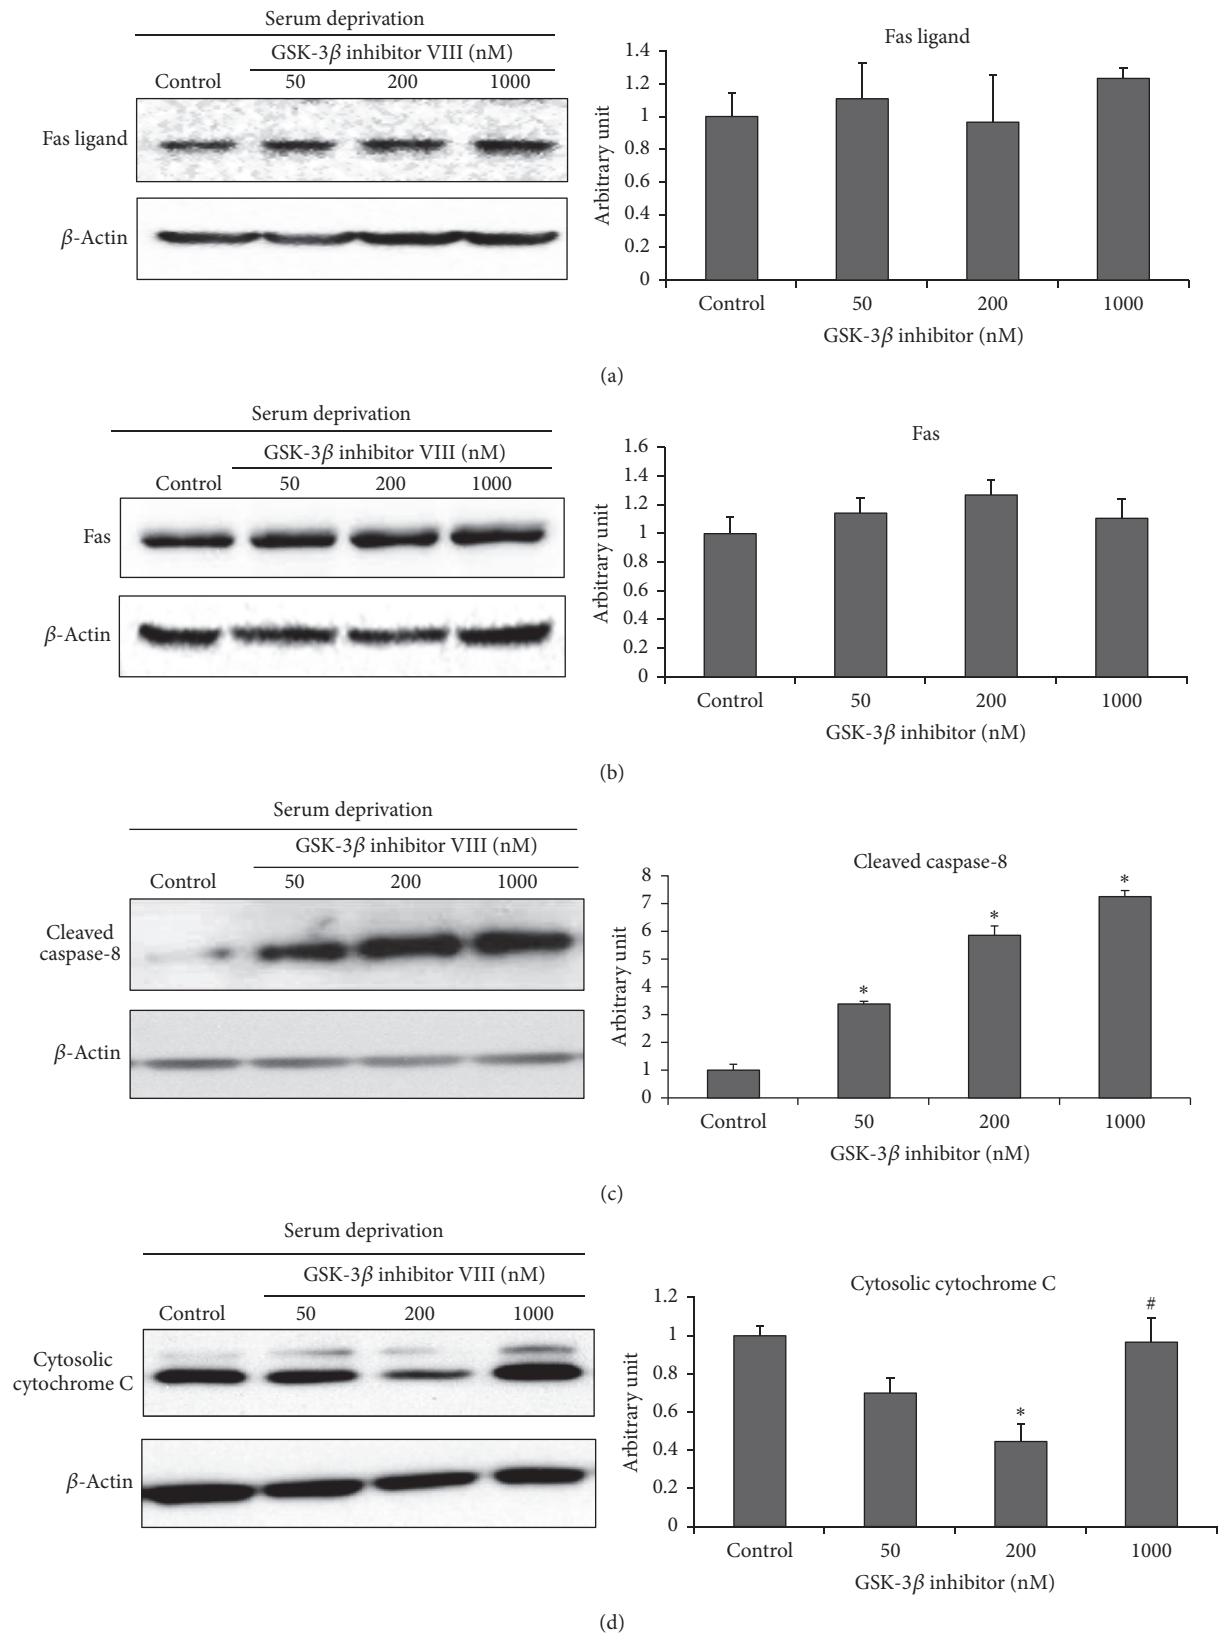 Serum deprivation
GSK-3β inhibitor VIII (nM)
Control 50 200 1000
Fas ligand
β-Actin
Fas ligand
Arbitrary unit
1.4
1.2
1
0.8
0.6
0.4
0.2
0
Control 50 200 1000
GSK-3β inhibitor (nM)
(a)
Serum deprivation
GSK-3β inhibitor VIII (nM)
Control 50 200 1000
Fas
β-Actin
Fas
Arbitrary unit
1.6
1.4
1.2
1
0.8
0.6
0.4
0.2
0
Control 50 200 1000
GSK-3β inhibitor (nM)
(b)
Serum deprivation
GSK-3β inhibitor VIII (nM)
Control 50 200 1000
Cleaved
caspase-8
β-Actin
Cleaved caspase-8
Arbitrary unit
8
7
6
5
4
3
2
1
0
* * *
Control 50 200 1000
GSK-3β inhibitor (nM)
(c)
Serum deprivation
GSK-3β inhibitor VIII (nM)
Control 50 200 1000
Cytosolic
cytochrome C
β-Actin
Cytosolic cytochrome C
Arbitrary unit
1.2
1
0.8
0.6
0.4
0.2
0
* #
Control 50 200 1000
GSK-3β inhibitor (nM)
(d)